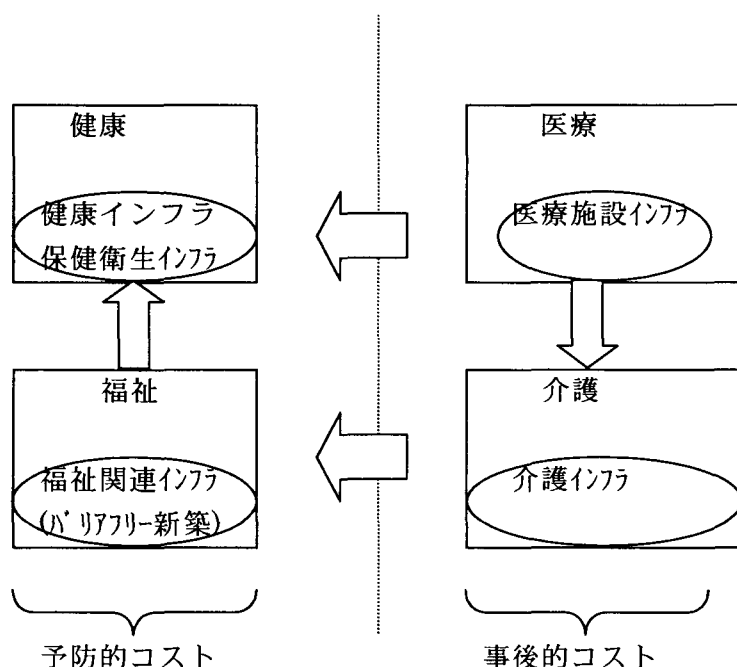 健康
健康インフラ
保健衛生ｲﾝﾌﾗ
医療
医療施設ｲﾝﾌﾗ
福祉
福祉関連ｲﾝﾌﾗ
(ﾊﾞﾘｱﾌﾘｰ新築)
介護
介護ｲﾝﾌﾗ
予防的コスト
事後的コスト